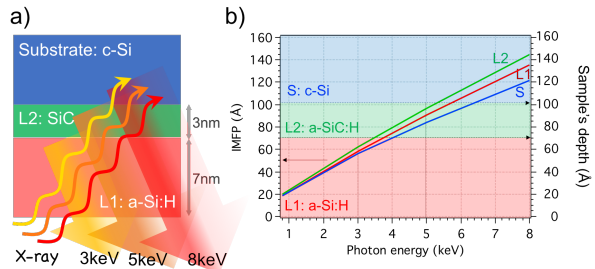 a)
Substrate: c-Si
L2: SiC
3nm
7nm
L1: a-Si:H
X-ray
3keV
5keV
8keV
b)
160
140
120
100
80
60
40
20
0
IMFP (Å)
S: c-Si
L2: a-SiC:H
L1: a-Si:H
L2
L1
S
1
2
3
4
5
6
7
8
Photon energy (keV)
160
140
120
100
80
60
40
20
0
Sample's depth (Å)